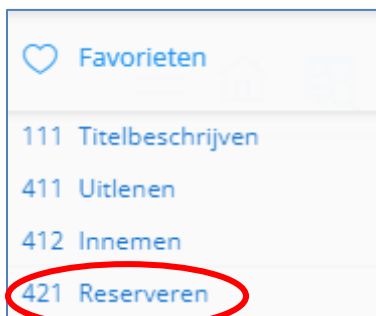 Favorieten
111 Titelbeschrijven
411 Uitlenen
412 Innemen
421 Reserveren